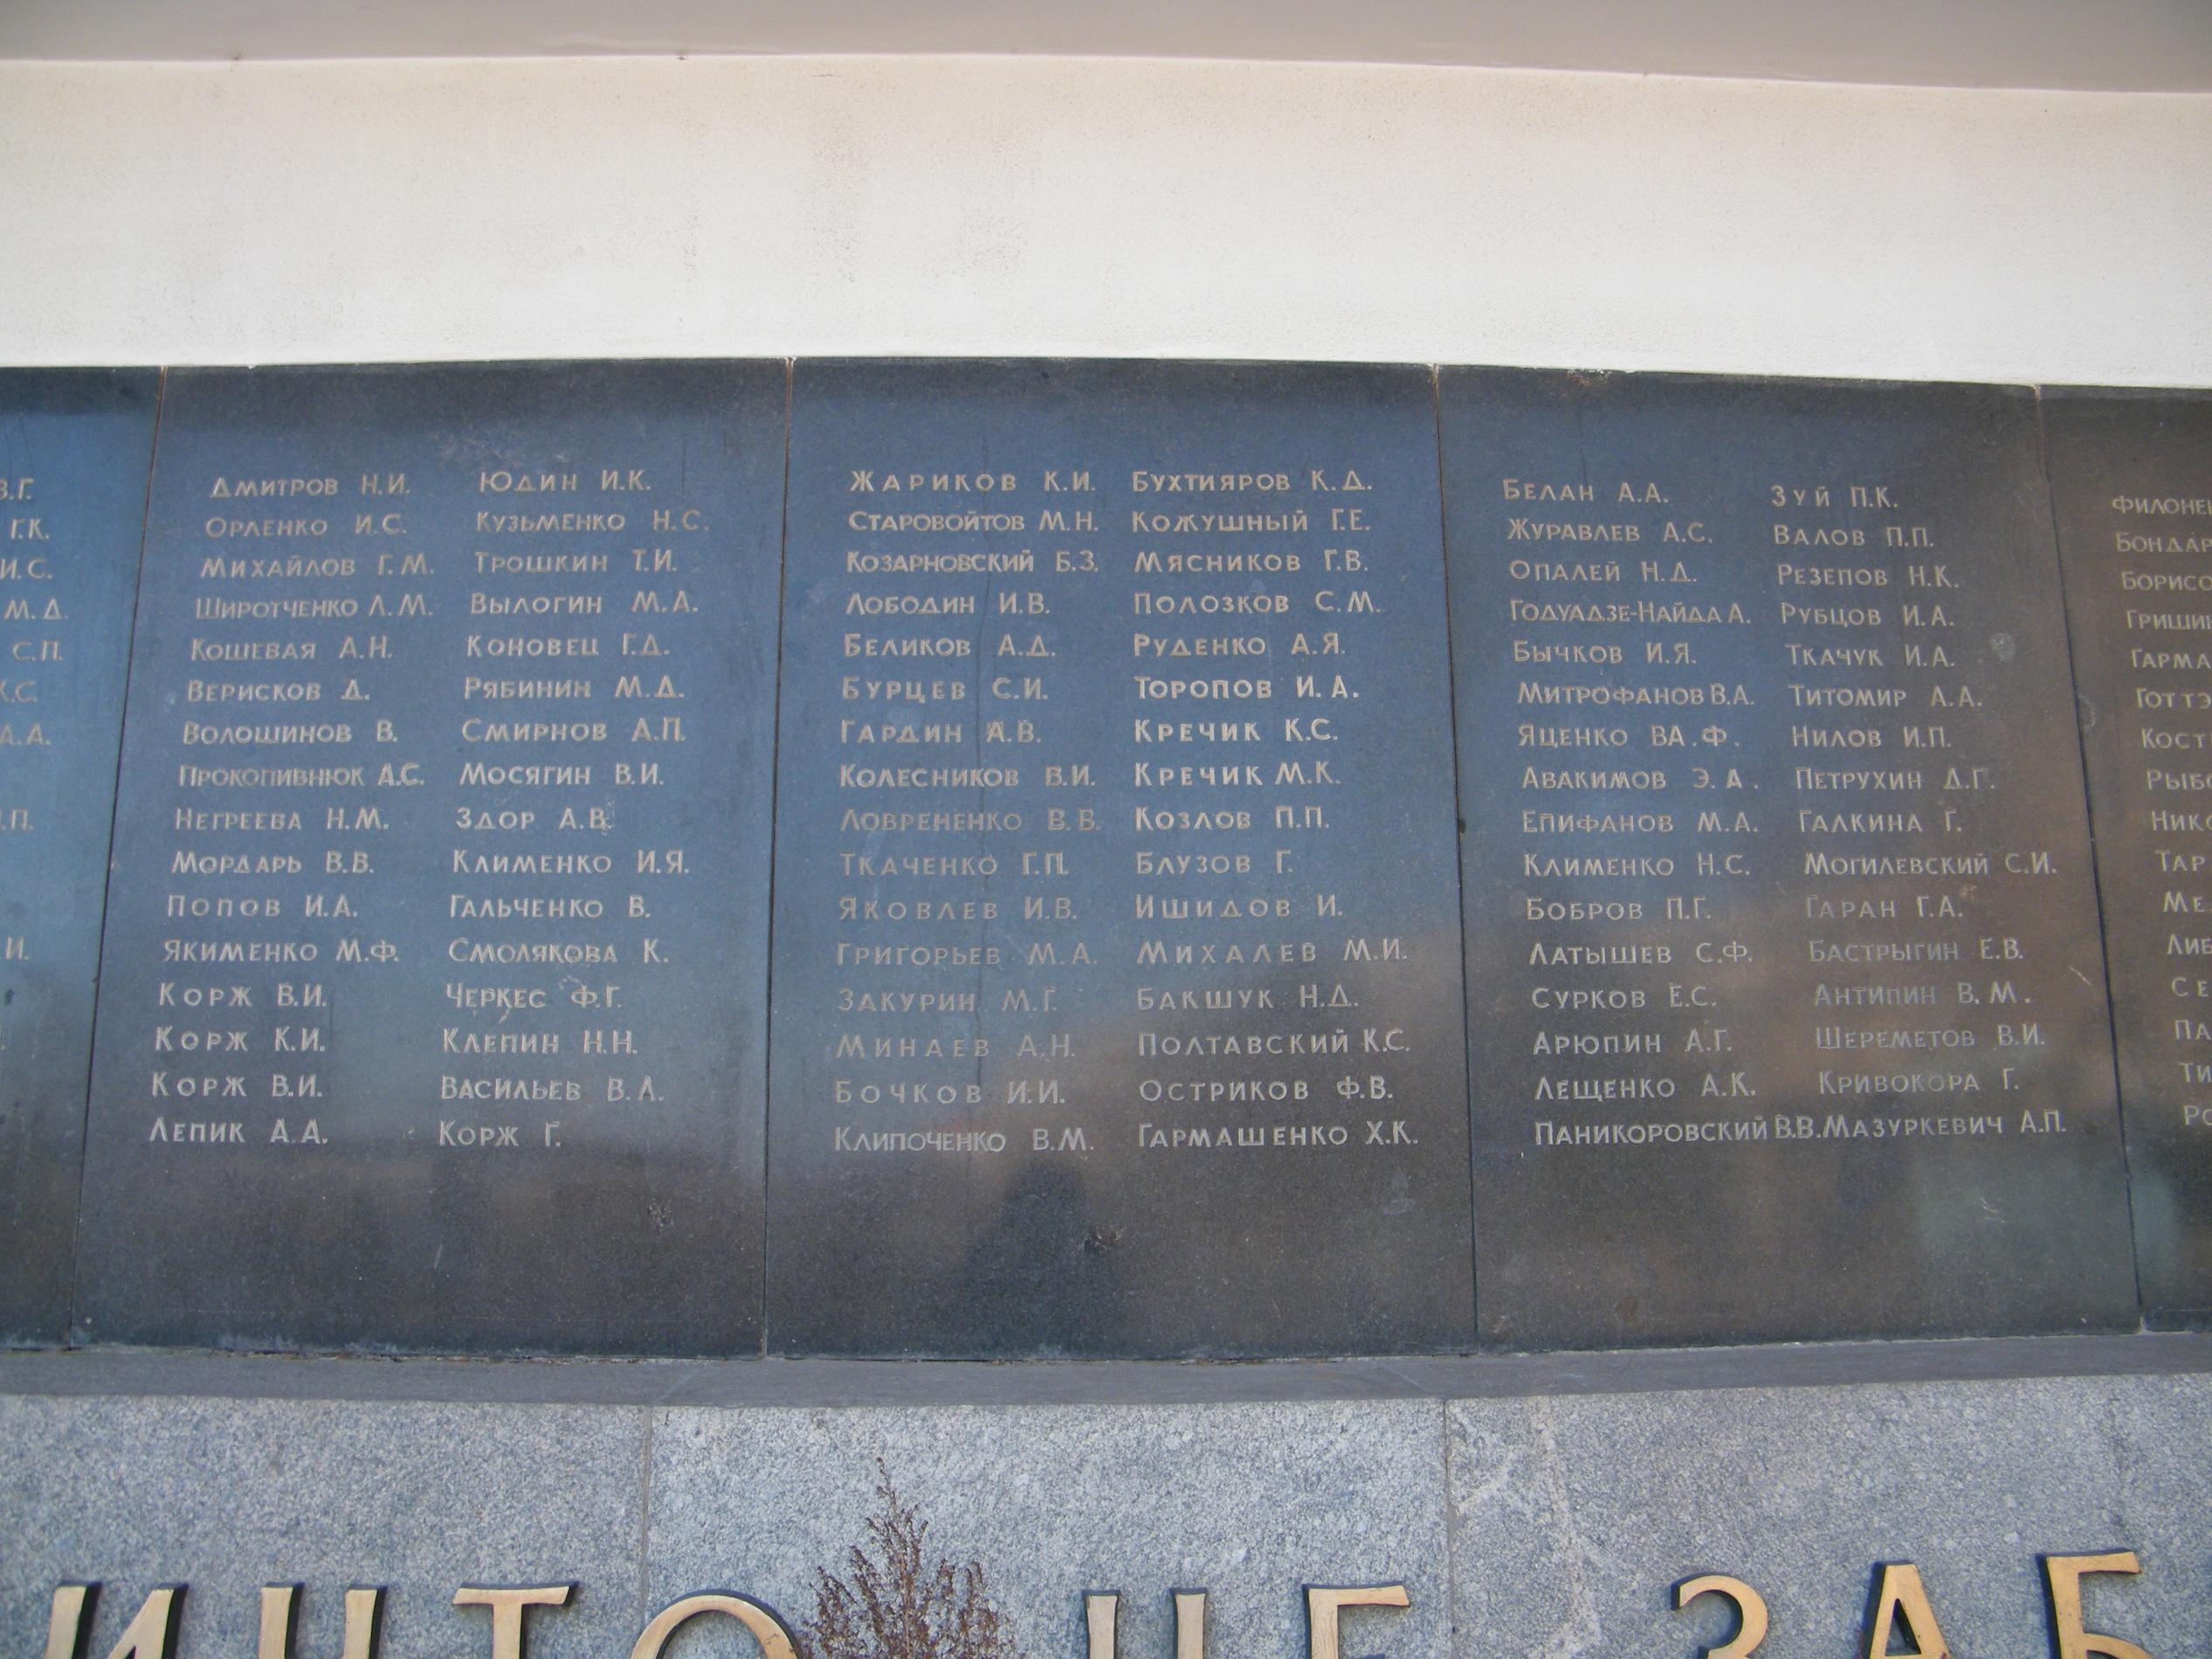 Дмитров Н.И.
Орленко И.С.
Михайлов Г.М.
Широтченко Л.М.
Кошевая А.Н.
Верисков Д.
Волошинов В.
Прокопивнюк А.С.
Негреева Н.М.
Мордарь В.В.
Попов И.А.
Якименко М.Ф.
Корж В.И.
Корж К.И.
Корж В.И.
Лепик А.А.
Юдин И.К.
Кузьменко Н.С.
Трошкин Т.И.
Вылогин М.А.
Коновец Г.Д.
Рябинин М.Д.
Смирнов А.П.
Мосягин В.И.
Здор А.В.
Клименко И.Я.
Гальченко В.
Смолякова К.
Черкес Ф.Г.
Клепин Н.Н.
Васильев В.А.
Корж Г.
Жариков К.И.
Старовойтов М.Н.
Козарновский Б.З.
Лободин И.В.
Беликов А.Д.
Бурцев С.И.
Гардин А.В.
Колесников В.И.
Ловрененко В.В.
Ткаченко Г.П.
Яковлев И.В.
Григорьев М.А.
Закурин М.Г.
Минаев А.Н.
Бочков И.И.
Клипоченко В.М.
Бухтияров К.Д.
Кожушный Г.Е.
Мясников Г.В.
Полозков С.М.
Руденко А.Я.
Торопов И.А.
Кречик К.С.
Кречик М.К.
Козлов П.П.
Блузов Г.
Ишидов И.
Михалев М.И.
Бакшук Н.Д.
Полтавский К.С.
Остриков Ф.В.
Гармашенко Х.К.
Белан А.А.
Журавлев А.С.
Опалей Н.Д.
Годуадзе-Найда А.
Бычков И.Я.
Митрофанов В.А.
Яценко ВА.Ф.
Авакимов Э.А.
Епифанов М.А.
Клименко Н.С.
Бобров П.Г.
Латышев С.Ф.
Сурков Е.С.
Арюпин А.Г.
Лещенко А.К.
Паникоровский В.В.
Зуй П.К.
Валов П.П.
Резепов Н.К.
Рубцов И.А.
Ткачук И.А.
Титомир А.А.
Нилов И.П.
Петрухин Д.Г.
Галкина Г.
Могилевский С.И.
Гаран Г.А.
Бастрыгин Е.В.
Антипин В.М.
Шереметов В.И.
Кривокора Г.
Мазуркевич А.П.
НИЧТО НЕ ЗАБ